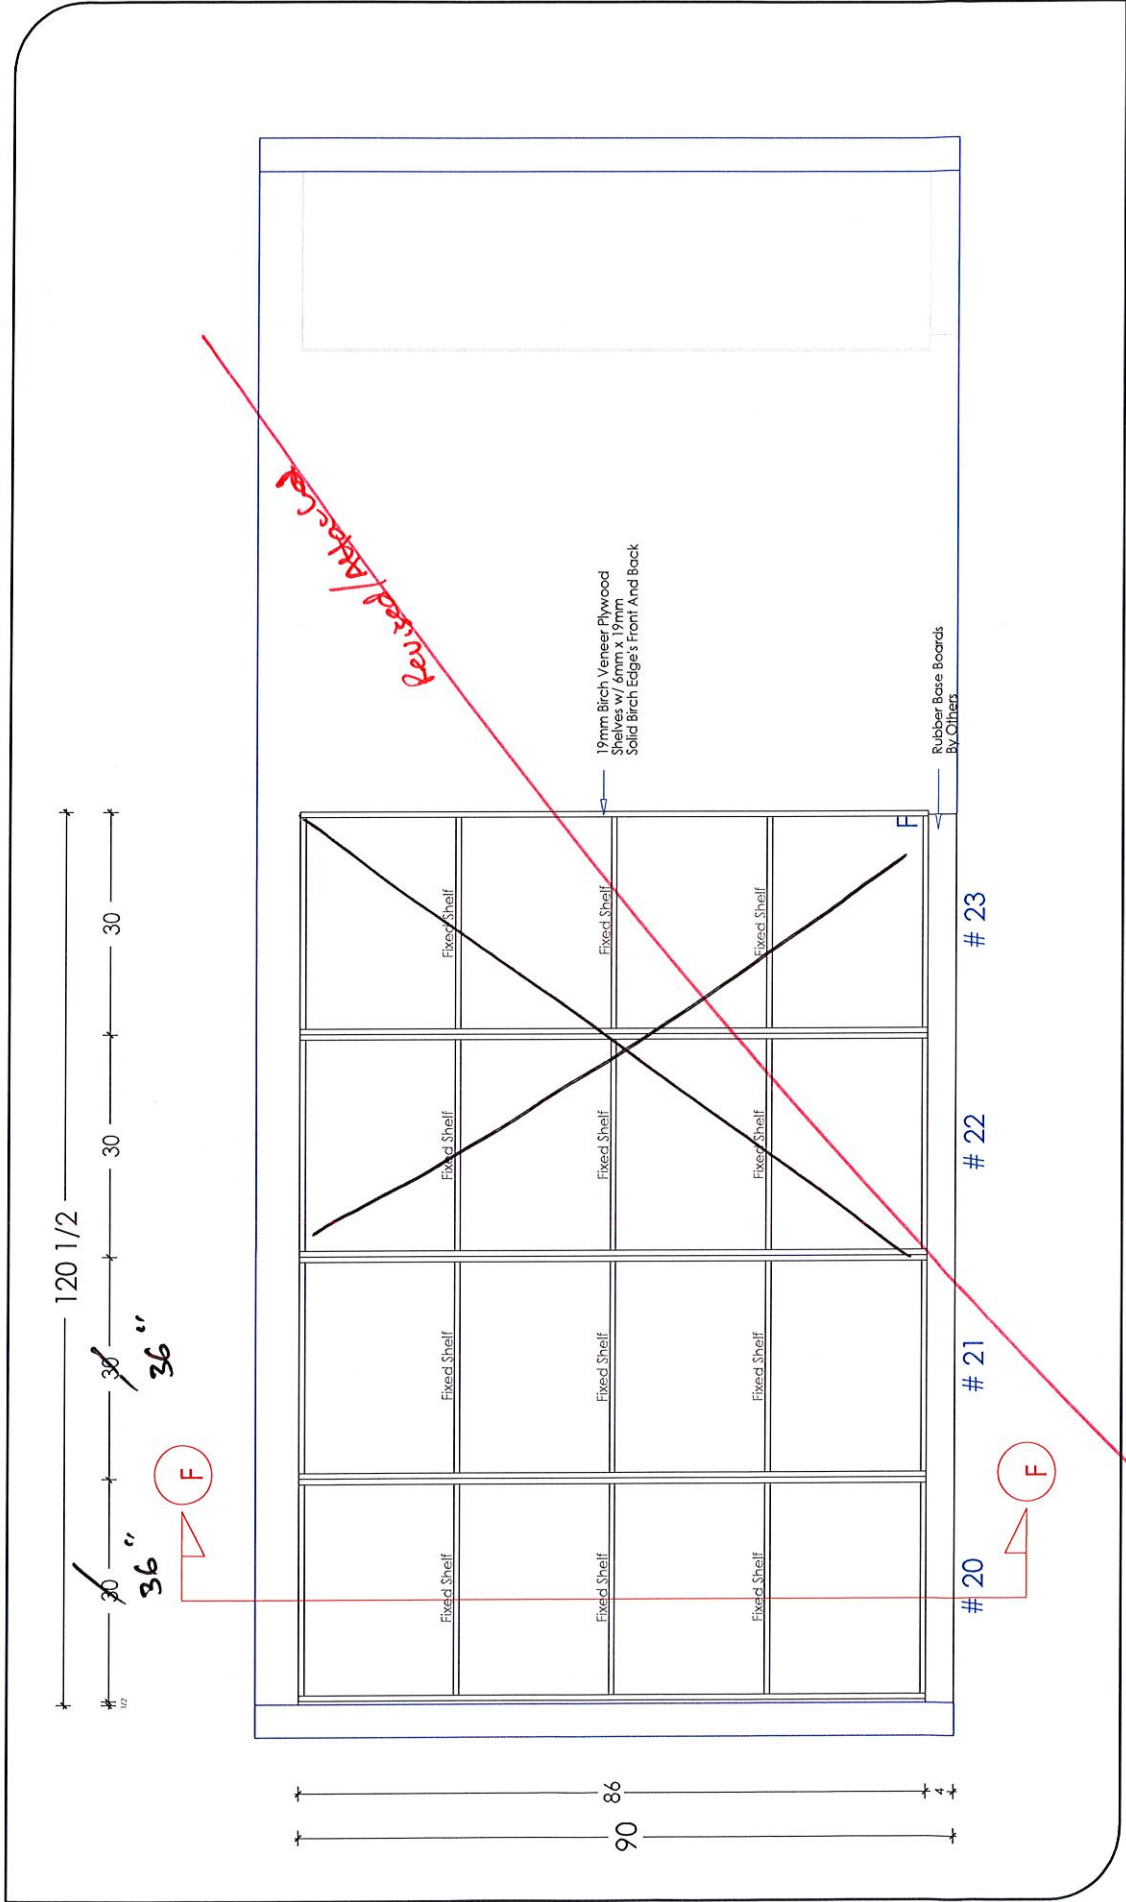 120 1/2
1/2
30
30
30
30
36"
36"
F
Revised/Attached
90
86
4
Fixed Shelf
Fixed Shelf
Fixed Shelf
Fixed Shelf
Fixed Shelf
Fixed Shelf
Fixed Shelf
Fixed Shelf
Fixed Shelf
Fixed Shelf
Fixed Shelf
Fixed Shelf
19mm Birch Veneer Plywood
Shelves w/ 6mm x 19mm
Solid Birch Edge's Front And Back
F
Rubber Base Boards
By Others
# 20
# 21
# 22
# 23
F